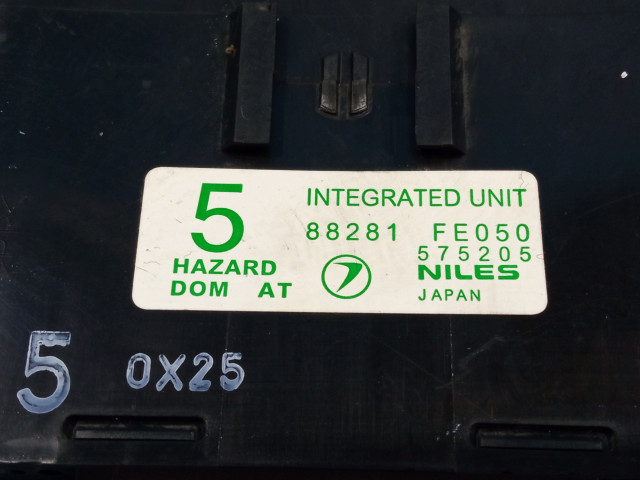 5 INTEGRATED UNIT
88281 FE050
575205
HAZARD NILES
DOM AT JAPAN
5 0X25